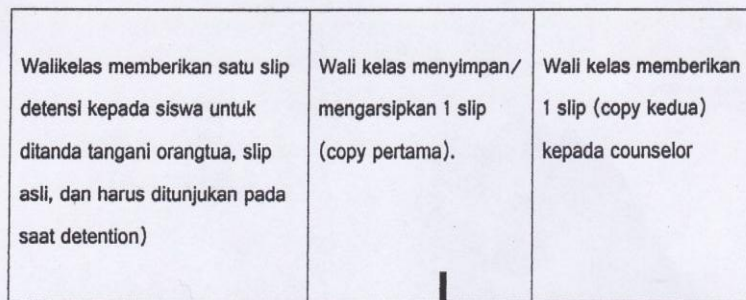 Walikelas memberikan satu slip
detensi kepada siswa untuk
ditanda tangani orangtua, slip
asli, dan harus ditunjukan pada
saat detention)
Wali kelas menyimpan/
mengarsipkan 1 slip
(copy pertama).
Wali kelas memberikan
1 slip (copy kedua)
kepada counselor